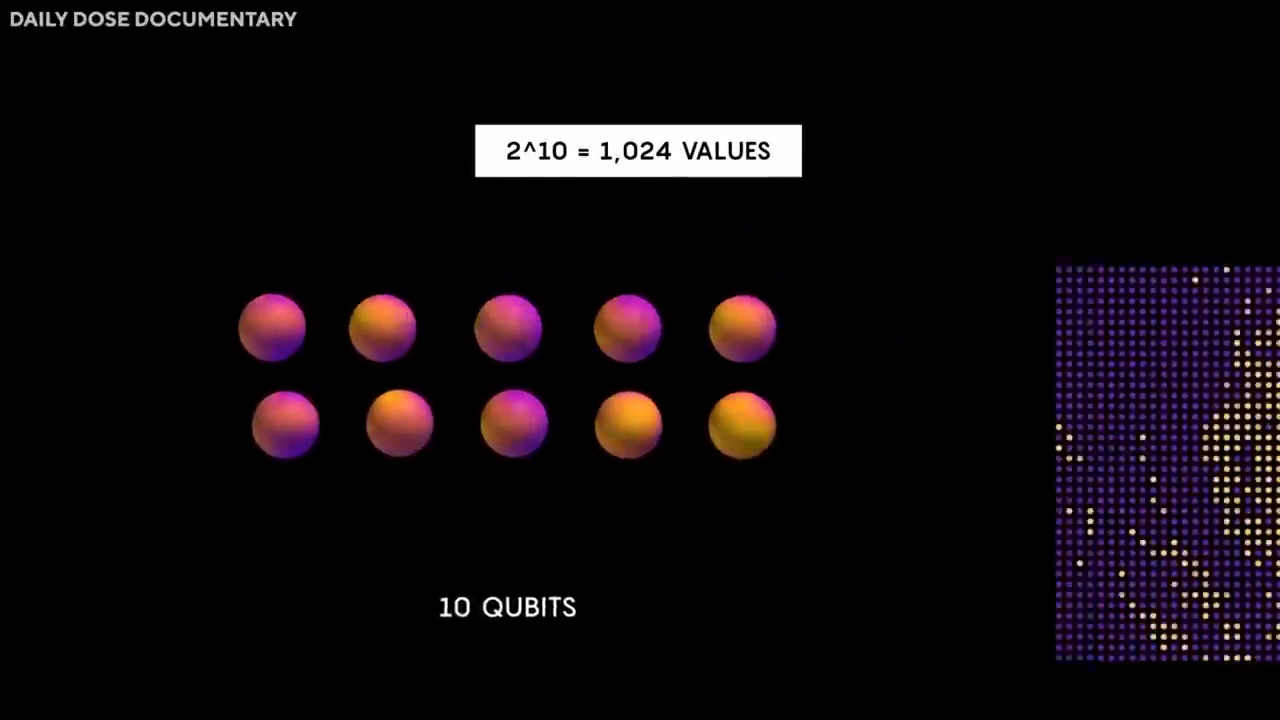 DAILY DOSE DOCUMENTARY
2^10 = 1,024 VALUES
10 QUBITS